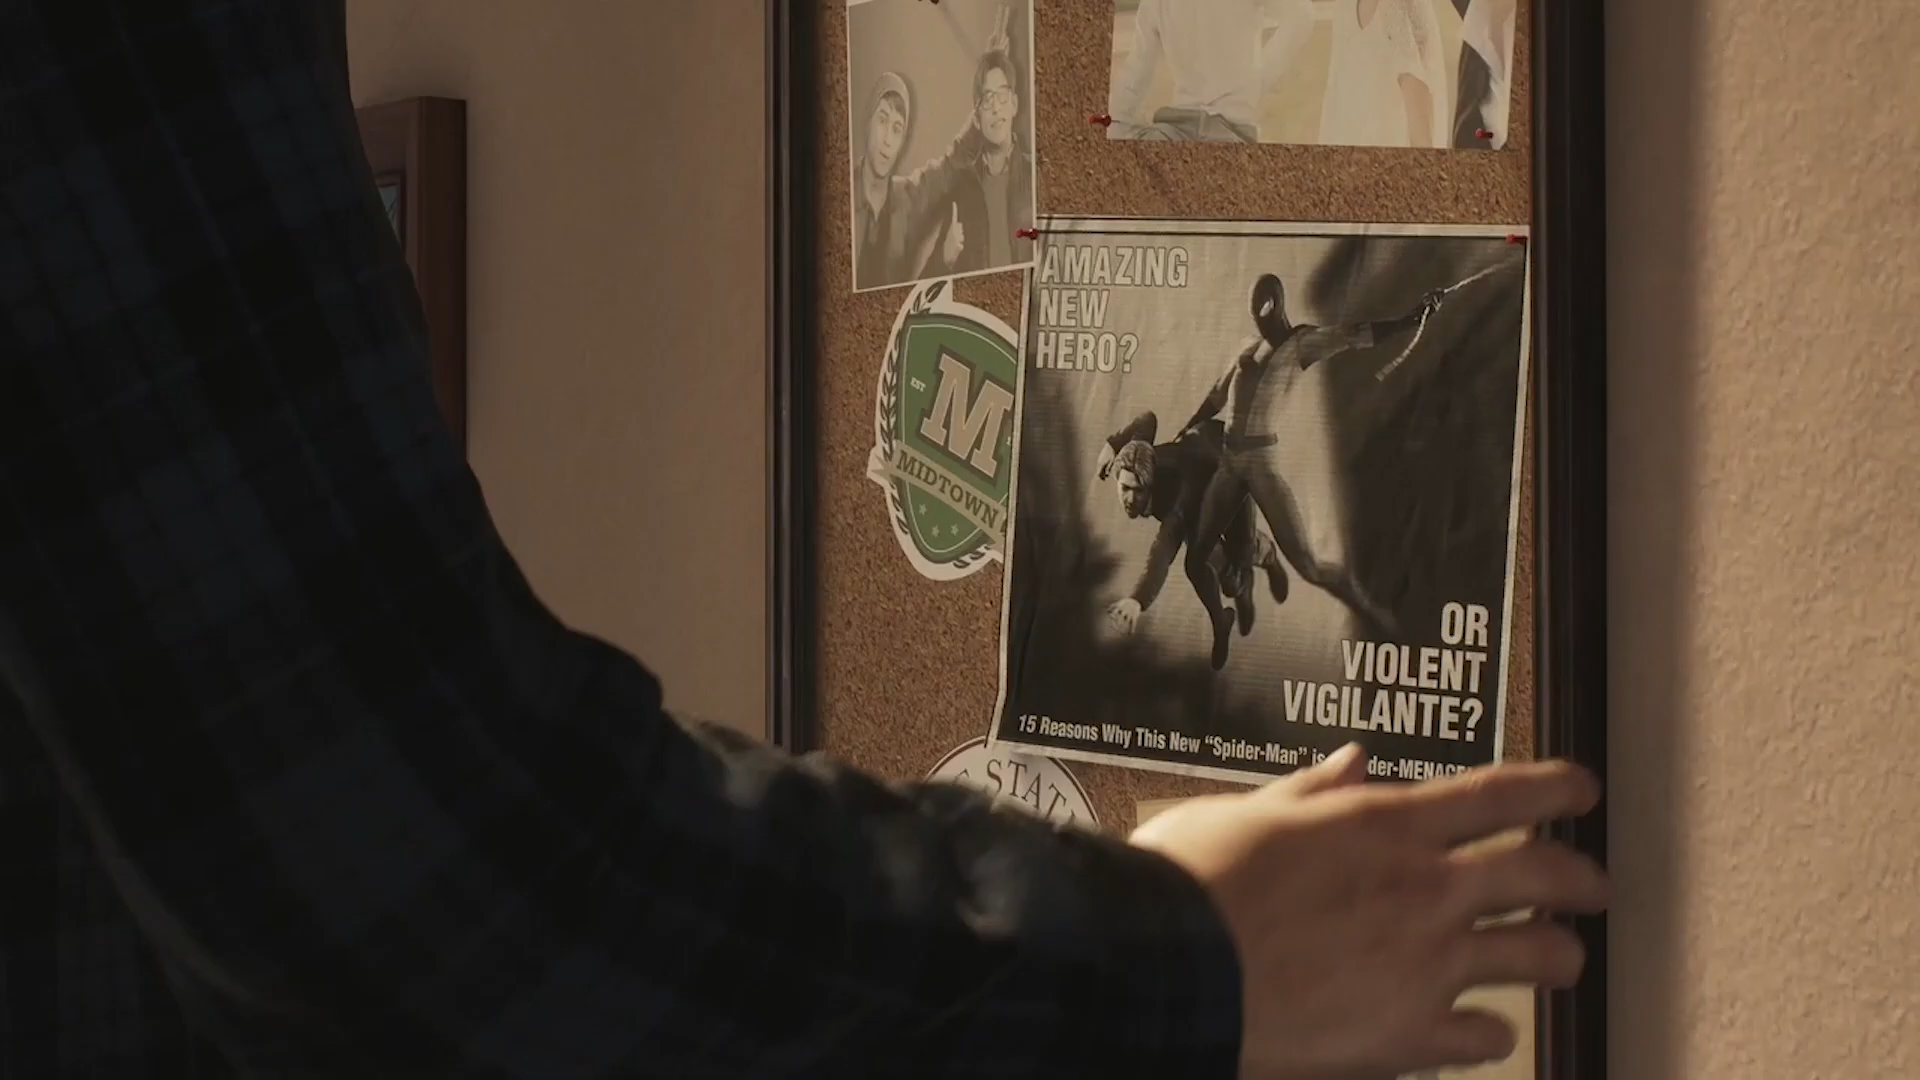 AMAZING
NEW
HERO?
EST
M
MIDTOWN
OR
VIOLENT
VIGILANTE?
15 Reasons Why This New “Spider-Man” is
STAT